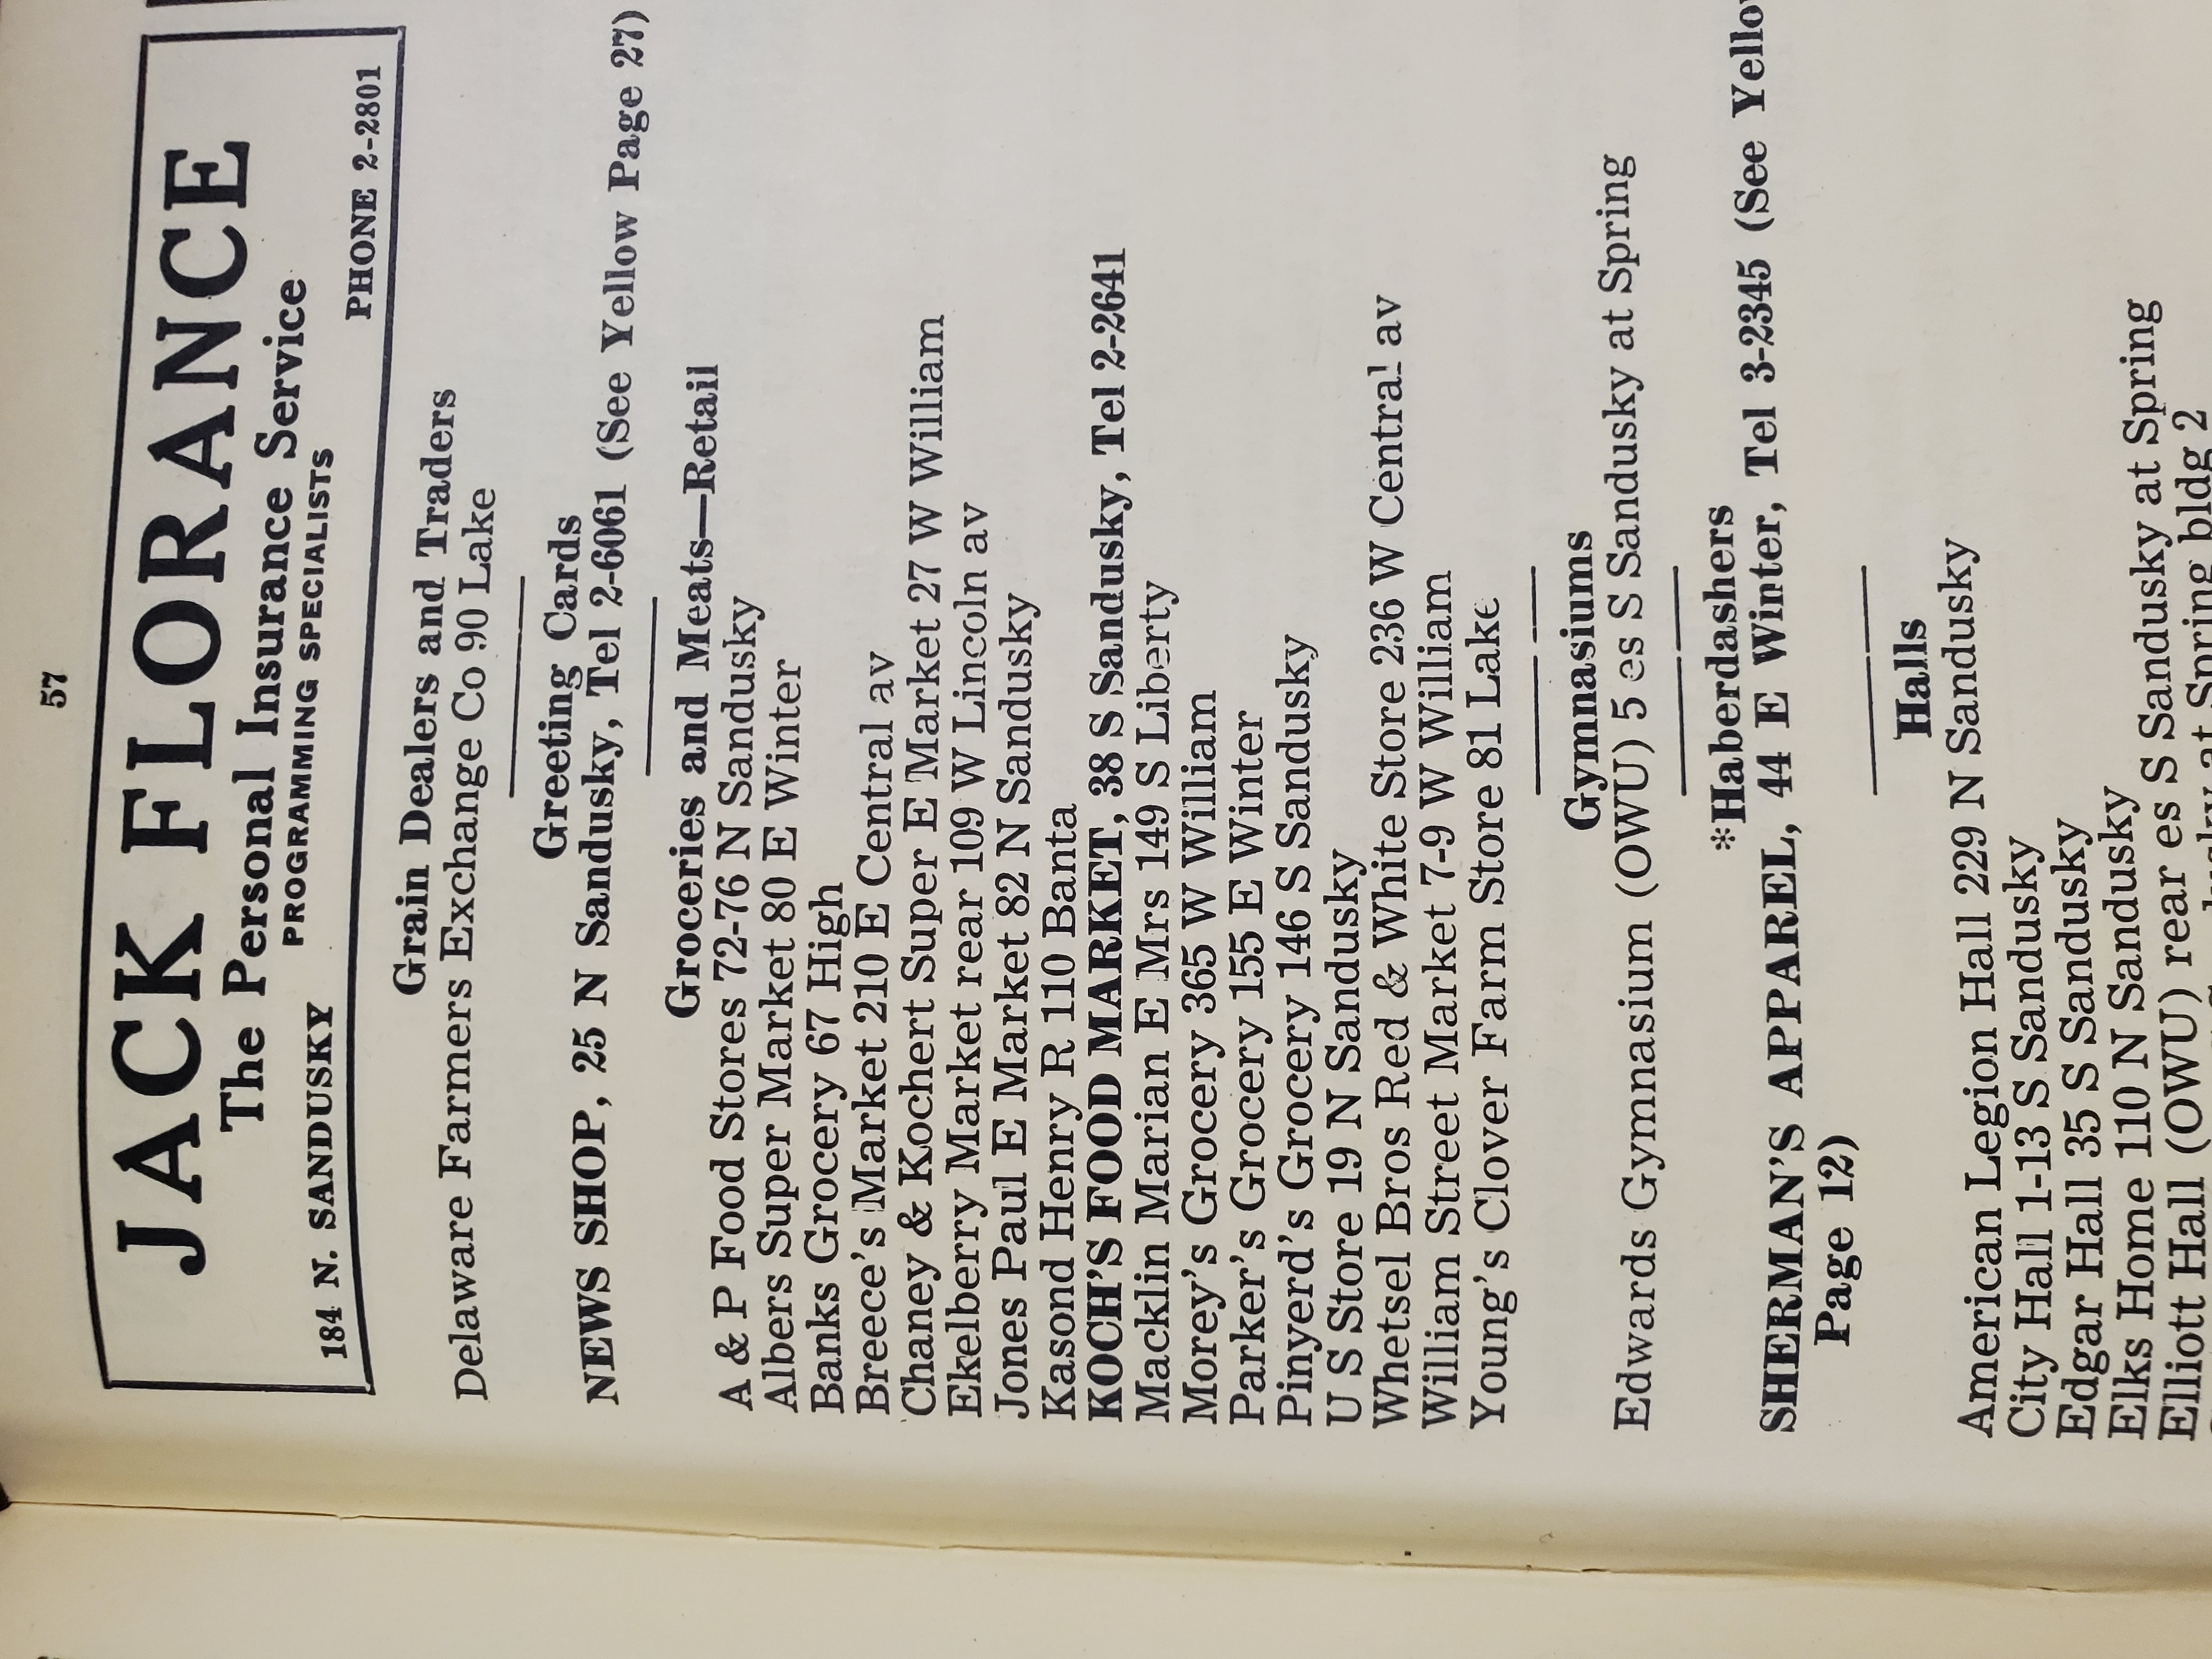 57
JACK FLORANCE
The Personal Insurance Service
PROGRAMMING SPECIALISTS
184 N. SANDUSKY PHONE 2-2801
Grain Dealers and Traders
Delaware Farmers Exchange Co 90 Lake
Greeting Cards
NEWS SHOP, 25 N Sandusky, Tel 2-6061 (See Yellow Page 27)
Groceries and Meats—Retail
A & P Food Stores 72-76 N Sandusky
Albers Super Market 80 E Winter
Banks Grocery 67 High
Breece's Market 210 E Central av
Chaney & Kochert Super E Market 27 W William
Ekelberry Market rear 109 W Lincoln av
Jones Paul E Market 82 N Sandusky
Kasond Henry R 110 Banta
KOCH'S FOOD MARKET, 38 S Sandusky, Tel 2-2641
Macklin Marian E Mrs 149 S Liberty
Morey's Grocery 365 W William
Parker's Grocery 155 E Winter
Pinyerd's Grocery 146 S Sandusky
U S Store 19 N Sandusky
Whetsel Bros Red & White Store 236 W Central av
William Street Market 7-9 W William
Young's Clover Farm Store 81 Lake
Gymnasiums
Edwards Gymnasium (OWU) 5 es S Sandusky at Spring
*Haberdashers
SHERMAN'S APPAREL, 44 E Winter, Tel 3-2345 (See Yello
Page 12)
Halls
American Legion Hall 229 N Sandusky
City Hall 1-13 S Sandusky
Edgar Hall 35 S Sandusky
Elks Home 110 N Sandusky
Elliott Hall (OWU) rear es S Sandusky at Spring
at Spring bldg 2